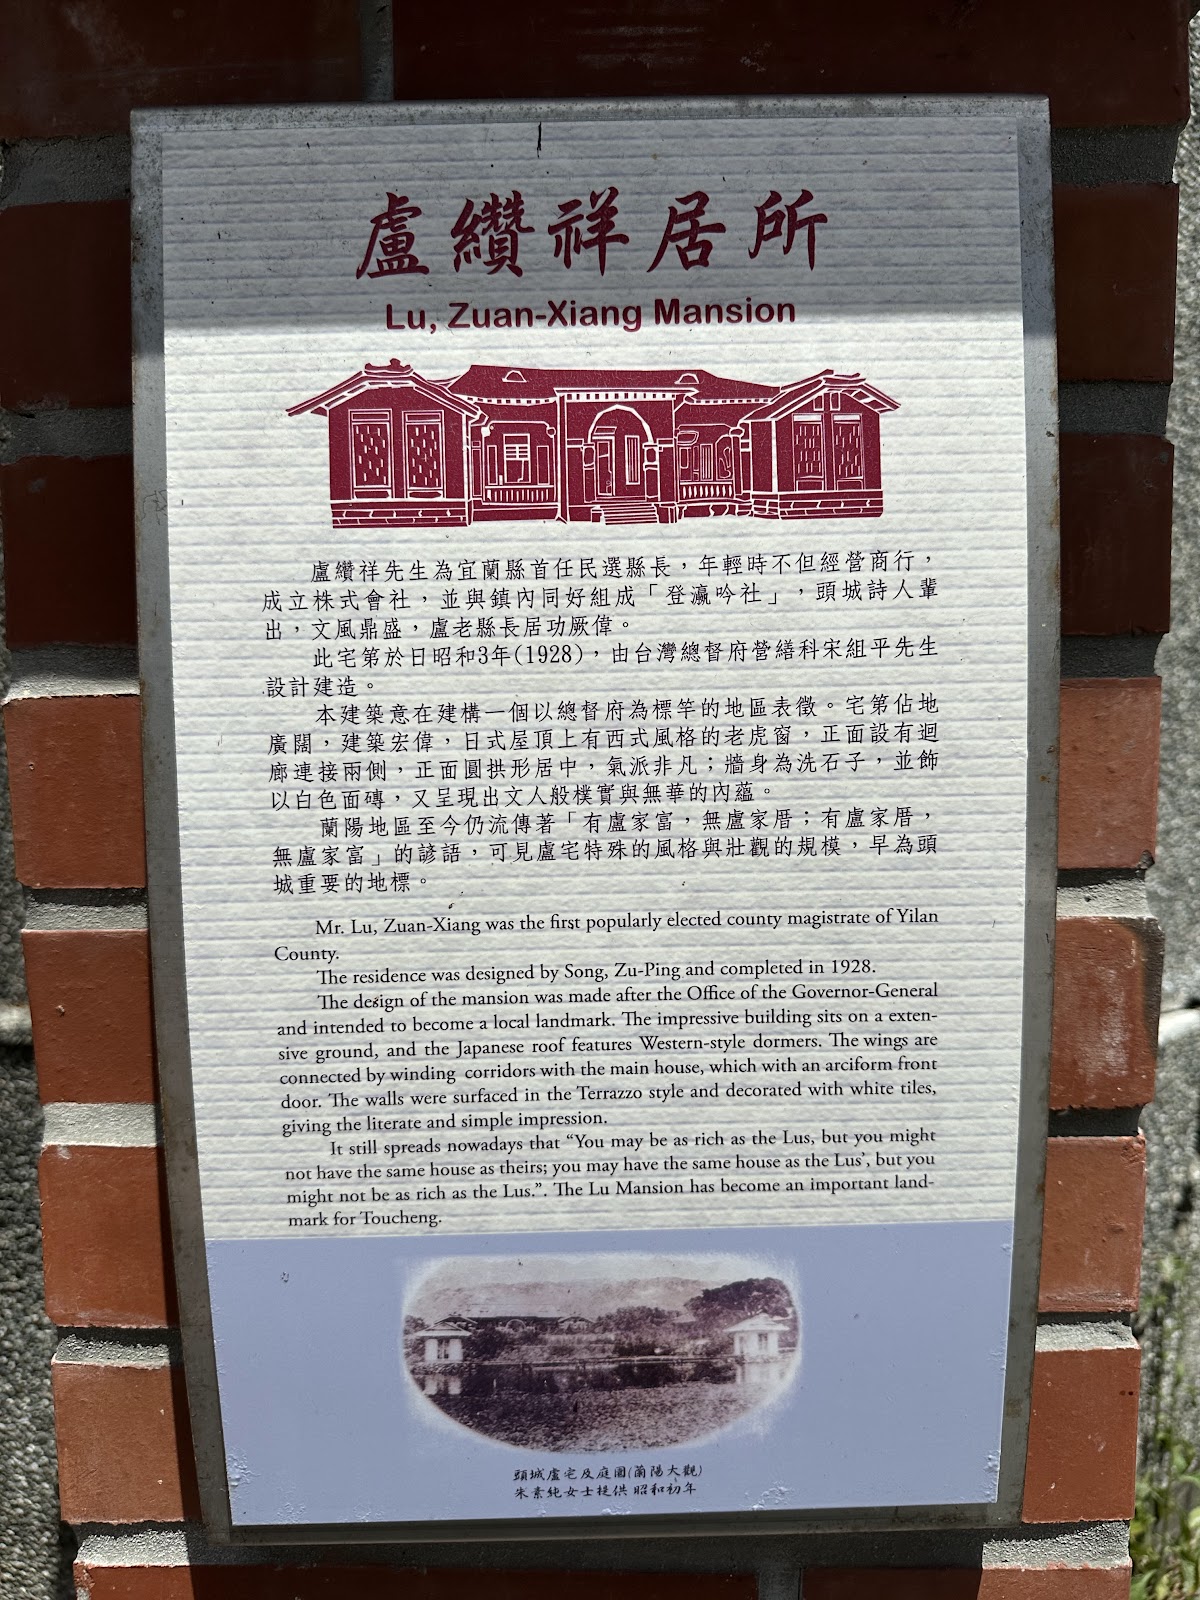 盧纘祥居所
Lu, Zuan-Xiang Mansion
盧纘祥先生為宜蘭縣首任民選縣長，年輕時不但經營商行，
成立株式會社，並與鎮內同好組成「登瀛吟社」，頭城詩人輩
出，文風鼎盛，盧老縣長居功厥偉。
此宅第於日昭和3年(1928)，由台灣總督府營繕科宋組平先生
設計建造。
本建築意在建構一個以總督府為標竿的地區表徵。宅第佔地
廣闊，建築宏偉，日式屋頂上有西式風格的老虎窗，正面設有迴
廊連接兩側，正面圓拱形居中，氣派非凡；牆身為洗石子，並飾
以白色面磚，又呈現出文人般樸實與無華的內蘊。
蘭陽地區至今仍流傳著「有盧家富，無盧家厝；有盧家厝，
無盧家富」的諺語，可見盧宅特殊的風格與壯觀的規模，早為頭
城重要的地標。
Mr. Lu, Zuan-Xiang was the first popularly elected county magistrate of Yilan
County.
The residence was designed by Song, Zu-Ping and completed in 1928.
The design of the mansion was made after the Office of the Governor-General
and intended to become a local landmark. The impressive building sits on a exten-
sive ground, and the Japanese roof features Western-style dormers. The wings are
connected by winding corridors with the main house, which with an arciform front
door. The walls were surfaced in the Terrazzo style and decorated with white tiles,
giving the literate and simple impression.
It still spreads nowadays that “You may be as rich as the Lus, but you might
not have the same house as theirs; you may have the same house as the Lus’, but you
might not be as rich as the Lus.”. The Lu Mansion has become an important land-
mark for Toucheng.
頭城盧宅及庭園(蘭陽大觀)
朱素純女士提供 昭和初年